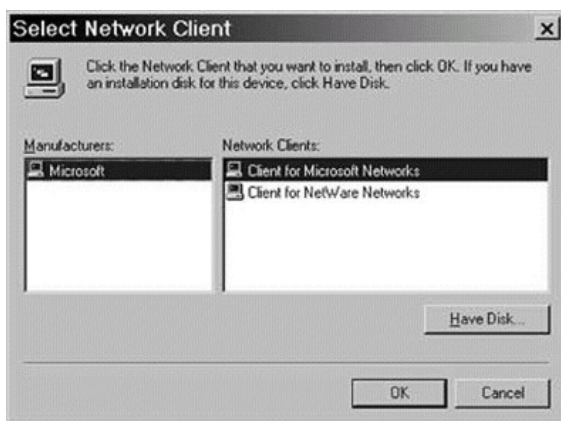 Select Network Client
Click the Network Client that you want to install, then click OK. If you have
an installation disk for this device, click Have Disk.
Manufacturers:
Network Clients:
Microsoft
Client for Microsoft Networks
Client for NetWare Networks
Have Disk...
OK
Cancel